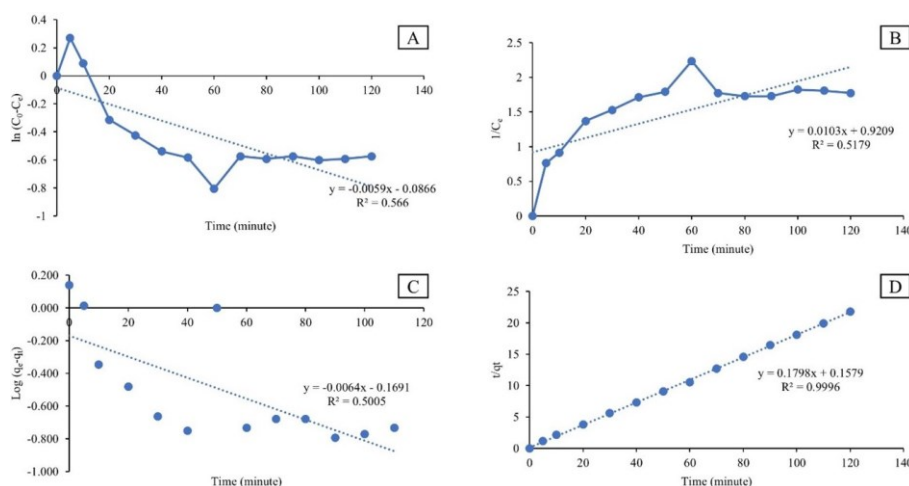 A
0.4
0.2
0
-0.2
-0.4
-0.6
-0.8
-1
0 20 40 60 80 100 120 140
ln (C₀-Cₑ)
y = -0.0059x - 0.0866
R² = 0.566
Time (minute)
B
2.5
2
1.5
1
0.5
0
0 20 40 60 80 100 120 140
1/Cₑ
y = 0.0103x + 0.9209
R² = 0.5179
Time (minute)
C
0.200
0.000
-0.200
-0.400
-0.600
-0.800
-1.000
0 20 40 60 80 100 120
Log (qₑ-qₜ)
y = -0.0064x - 0.1691
R² = 0.5005
Time (minute)
D
25
20
15
10
5
0
0 20 40 60 80 100 120 140
t/qt
y = 0.1798x + 0.1579
R² = 0.9996
Time (minute)